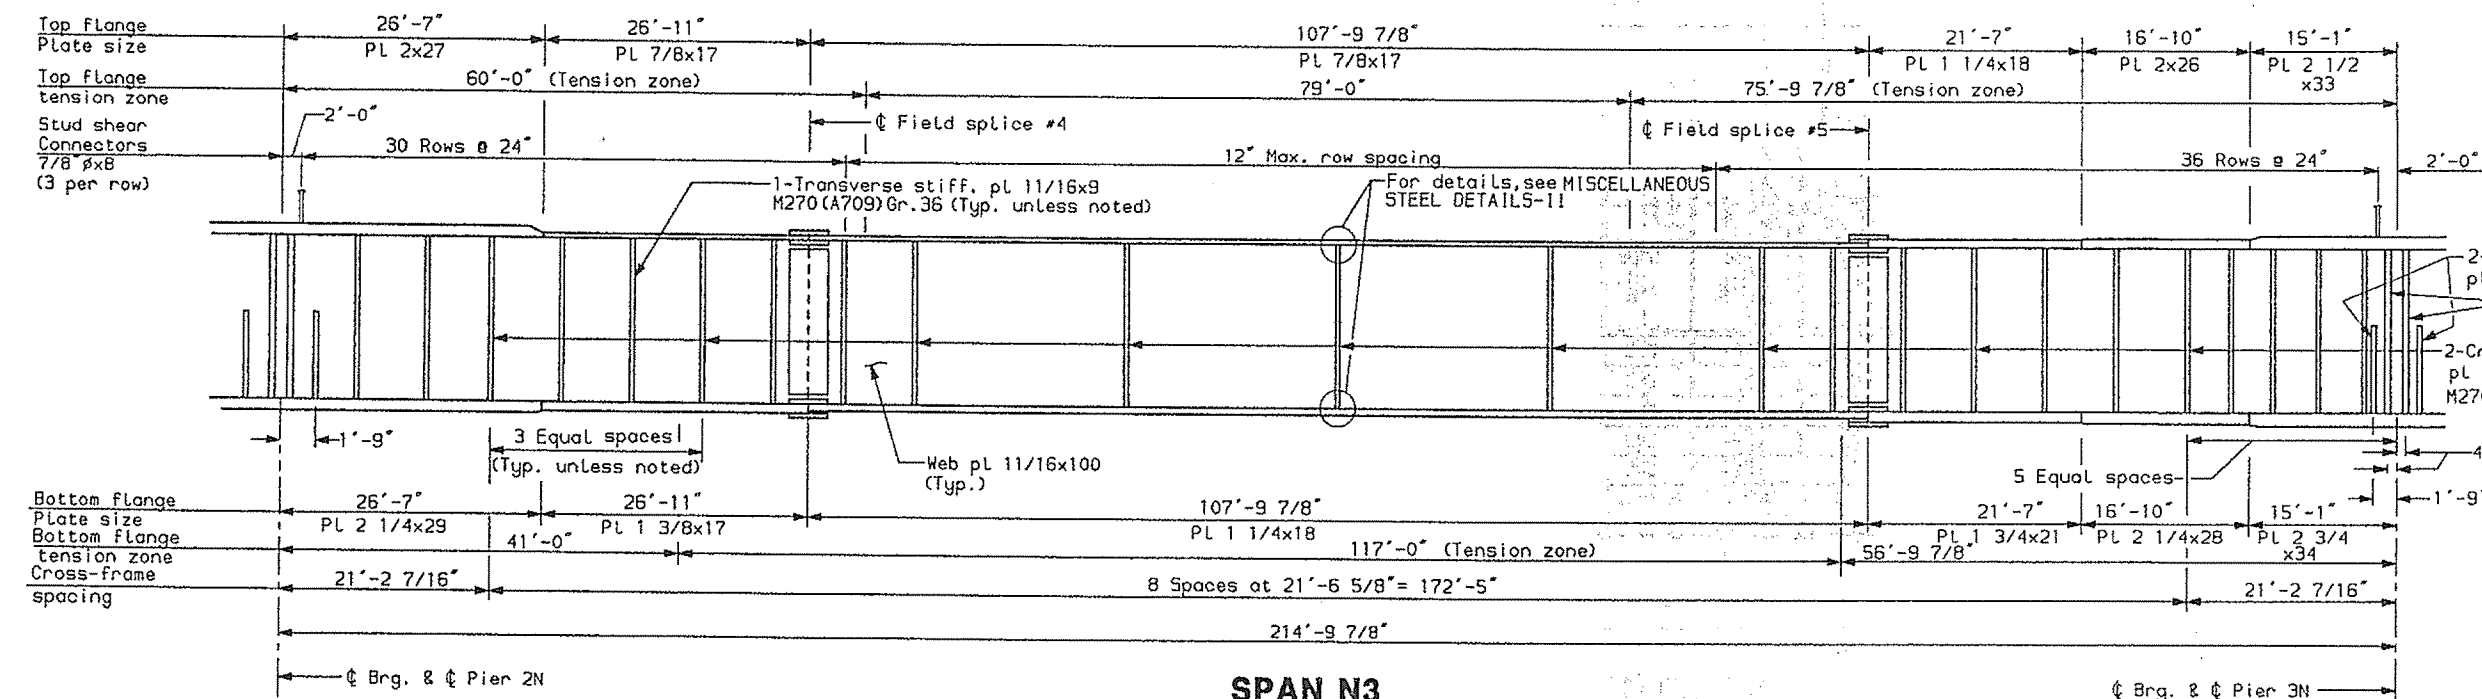 Top flange
Plate size
26'-7"
PL 2x27
26'-11"
PL 7/8x17
107'-9 7/8"
PL 7/8x17
21'-7"
PL 1 1/4x18
16'-10"
PL 2x26
15'-1"
PL 2 1/2
x33
Top flange
tension zone
60'-0" (Tension zone)
79'-0"
75'-9 7/8" (Tension zone)
Stud shear
Connectors
7/8"øx8
(3 per row)
2'-0"
30 Rows @ 24"
℄ Field splice #4
12" Max. row spacing
℄ Field splice #5
36 Rows @ 24"
2'-0"
1-Transverse stiff. pl 11/16x9
M270(A709)Gr.36 (Typ. unless noted)
For details, see MISCELLANEOUS
STEEL DETAILS-II
2-
pl
2-Cr
pl
M270
1'-9"
3 Equal spaces
(Typ. unless noted)
Web pl 11/16x100
(Typ.)
5 Equal spaces
4
1'-9"
Bottom flange
Plate size
26'-7"
PL 2 1/4x29
26'-11"
PL 1 3/8x17
107'-9 7/8"
PL 1 1/4x18
21'-7"
PL 1 3/4x21
16'-10"
PL 2 1/4x28
15'-1"
PL 2 3/4
x34
Bottom flange
tension zone
41'-0"
117'-0" (Tension zone)
56'-9 7/8"
Cross-frame
spacing
21'-2 7/16"
8 Spaces at 21'-6 5/8"= 172'-5"
21'-2 7/16"
214'-9 7/8"
℄ Brg. & ℄ Pier 2N
SPAN N3
℄ Brg. & ℄ Pier 3N